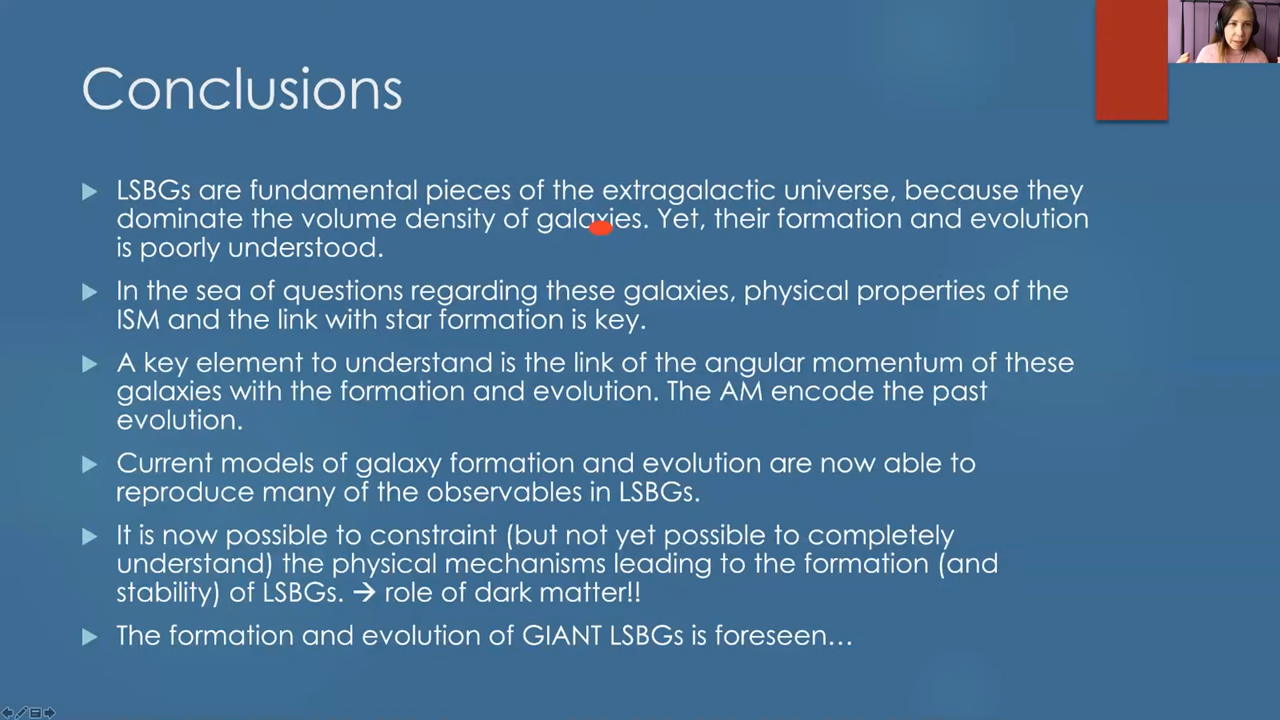 Conclusions
LSBGs are fundamental pieces of the extragalactic universe, because they
dominate the volume density of galaxies. Yet, their formation and evolution
is poorly understood.
In the sea of questions regarding these galaxies, physical properties of the
ISM and the link with star formation is key.
A key element to understand is the link of the angular momentum of these
galaxies with the formation and evolution. The AM encode the past
evolution.
Current models of galaxy formation and evolution are now able to
reproduce many of the observables in LSBGs.
It is now possible to constraint (but not yet possible to completely
understand) the physical mechanisms leading to the formation (and
stability) of LSBGs. → role of dark matter!!
The formation and evolution of GIANT LSBGs is foreseen…